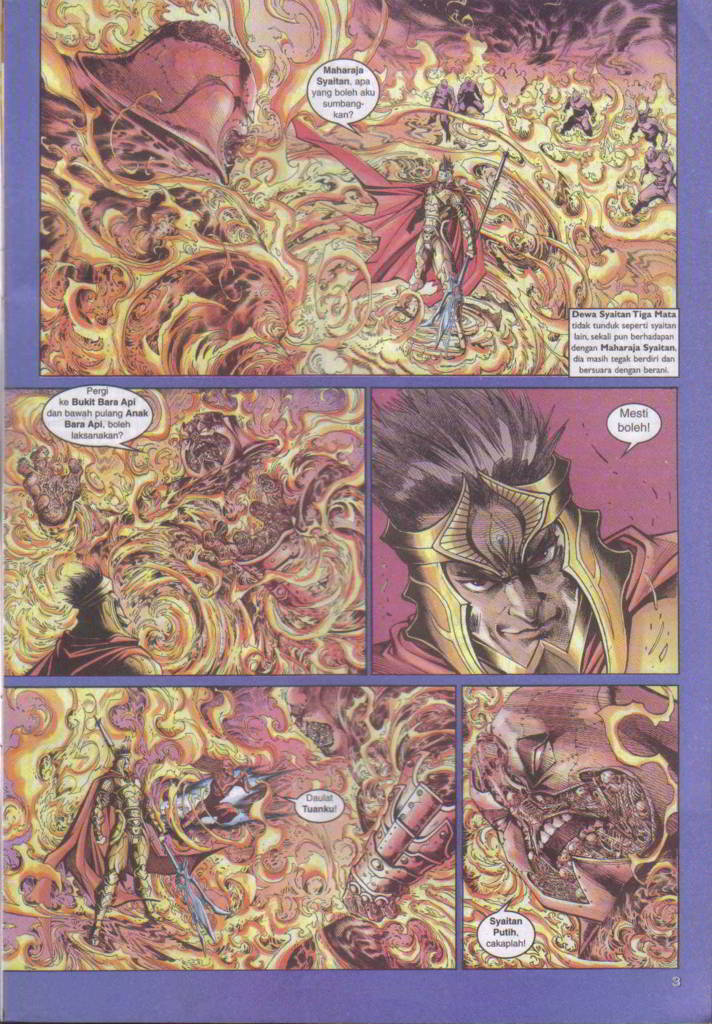 Maharaja
Syaitan, apa
yang boleh aku
sumbang-
kan?
Dewa Syaitan Tiga Mata
tidak tunduk seperti syaitan
lain, sekali pun berhadapan
dengan Maharaja Syaitan,
dia masih tegak berdiri dan
bersuara dengan berani.
Pergi
ke Bukit Bara Api
dan bawah pulang Anak
Bara Api, boleh
laksanakan?
Mesti
boleh!
Daulat
Tuanku!
Syaitan
Putih,
cakaplah!
3